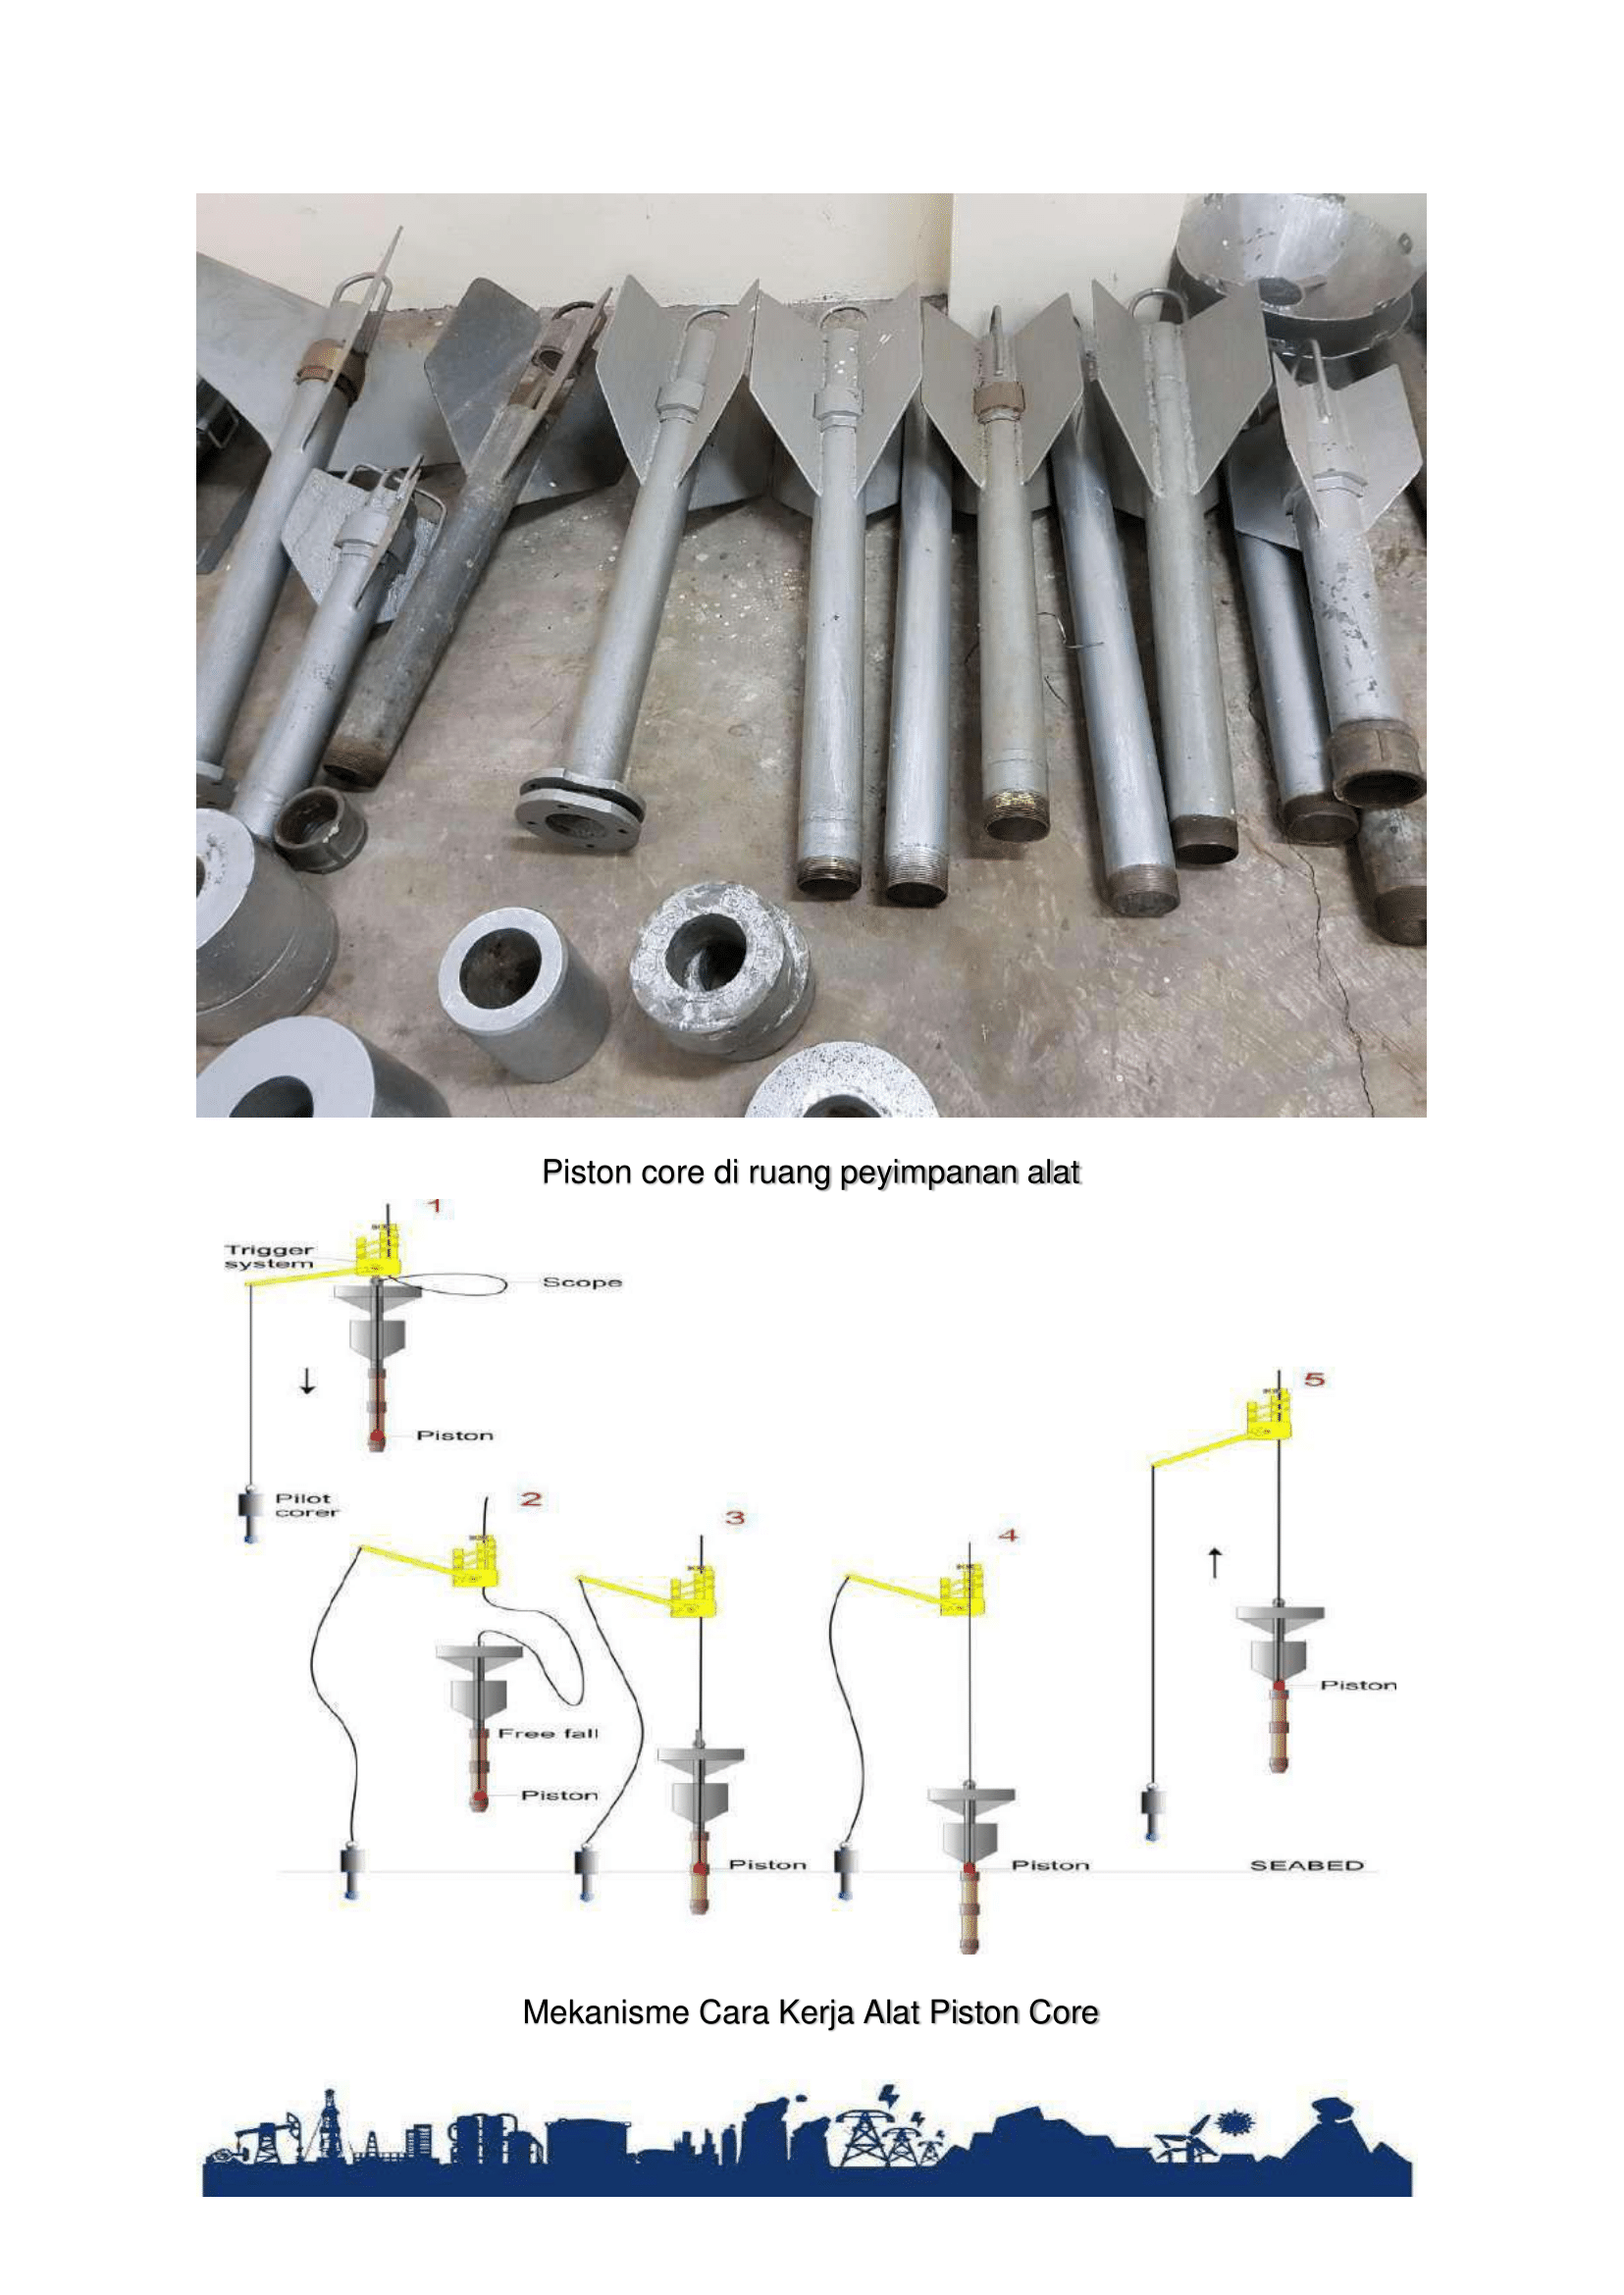 Piston core di ruang peyimpanan alat
1
Trigger
system
Scope
Piston
Pilot
corer
2
Free fall
Piston
3
Piston
4
Piston
5
Piston
SEABED
Mekanisme Cara Kerja Alat Piston Core